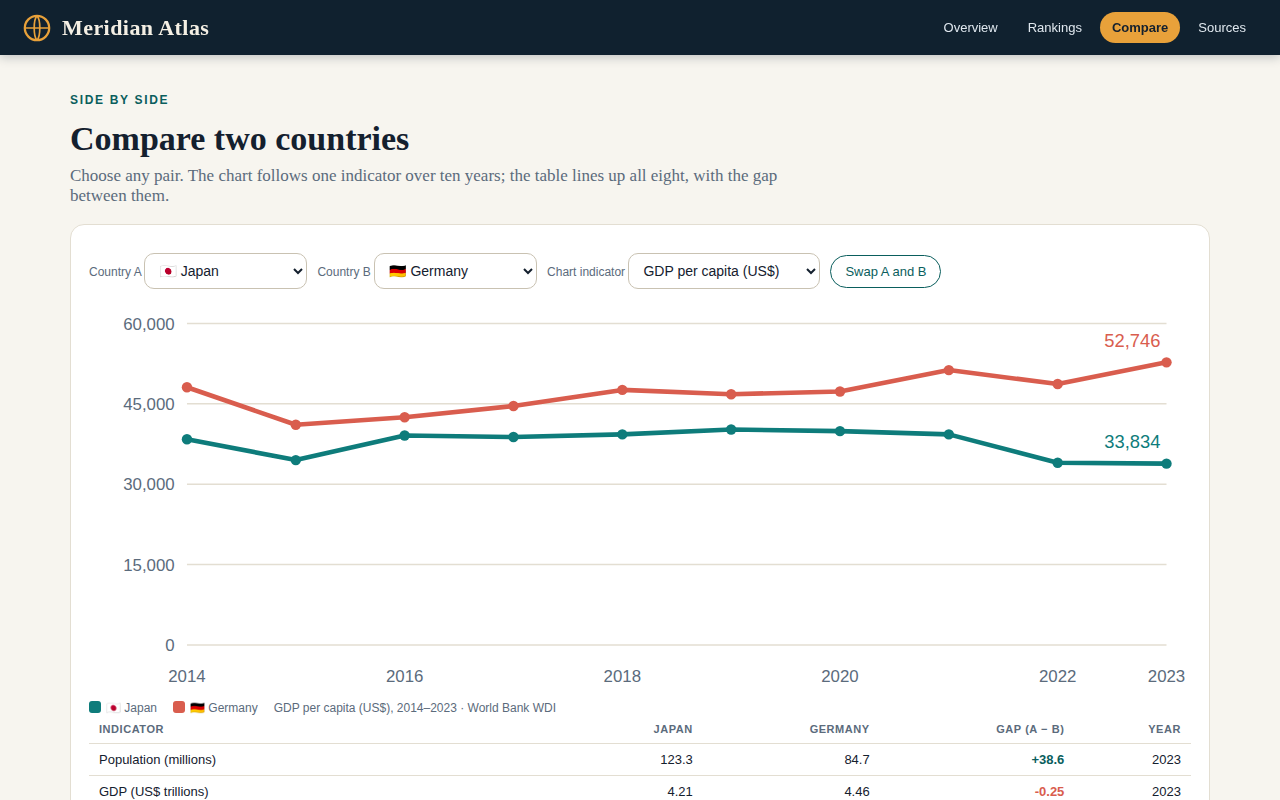 Meridian Atlas
Overview Rankings Compare Sources
SIDE BY SIDE
Compare two countries
Choose any pair. The chart follows one indicator over ten years; the table lines up all eight, with the gap
between them.
Country A Japan Country B Germany Chart indicator GDP per capita (US$) Swap A and B
60,000
52,746
45,000
33,834
30,000
15,000
0
2014 2016 2018 2020 2022 2023
Japan Germany GDP per capita (US$), 2014–2023 · World Bank WDI
INDICATOR JAPAN GERMANY GAP (A − B) YEAR
Population (millions) 123.3 84.7 +38.6 2023
GDP (US$ trillions) 4.21 4.46 -0.25 2023